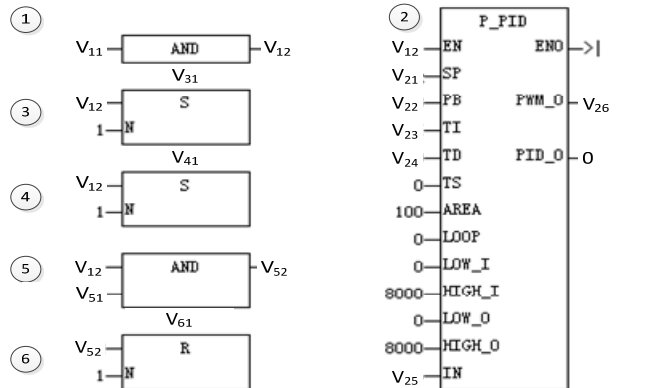 1
V11 AND V12
V31
3
V12 S
1 N
V41
4
V12 S
1 N
5
V12 AND V52
V51
V61
6
V52 R
1 N
2
P_PID
V12 EN ENO >|
V21 SP
V22 PB PWM_O V26
V23 TI
V24 TD PID_O 0
0 TS
100 AREA
0 LOOP
0 LOW_I
8000 HIGH_I
0 LOW_O
8000 HIGH_O
V25 IN